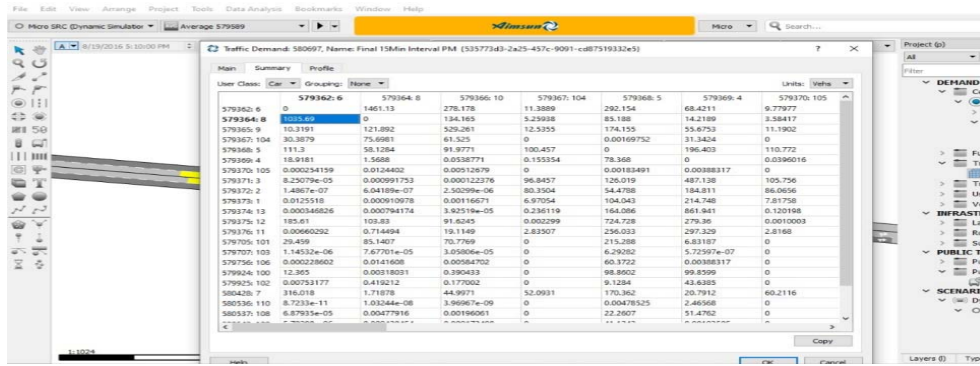 File Edit View Arrange Project Tools Data Analysis Bookmarks Window Help
Micro SRC (Dynamic Simulation Average 579589 Aimsun Micro Search...
A 8/19/2016 5:10:00 PM
Traffic Demand: 580697, Name: Final 15Min Interval PM {535773d3-2a25-457c-9091-cd87519332e5} ? ×
Main Summary Profile
User Class: Car Grouping: None Units: Vehs
579362: 6 579364: 8 579366: 10 579367: 104 579368: 5 579369: 4 579370: 105
579362: 6 0 1461.13 278.178 11.3889 292.154 68.4211 9.77977
579364: 8 1035.69 0 134.165 5.25938 85.188 14.2189 3.58417
579365: 9 10.3191 121.892 529.261 12.5355 174.155 55.6753 11.1902
579367: 104 30.3879 75.6981 61.525 0 0.00169752 31.3424 0
579368: 5 111.3 58.1284 91.9771 100.457 0 196.403 110.772
579369: 4 18.9181 1.5688 0.0538771 0.155354 78.368 0 0.0396016
579370: 105 0.000254159 0.0124402 0.00512679 0 0.00183491 0.00388317 0
579371: 3 8.25079e-05 0.000991753 0.000122376 96.8457 126.019 487.138 105.756
579372: 2 1.4867e-07 6.04189e-07 2.50299e-06 80.3504 54.4788 184.811 86.0656
579373: 1 0.0125518 0.000910978 0.00116671 6.97054 104.043 214.748 7.81758
579374: 13 0.000346826 0.000794174 3.92519e-05 0.236119 164.086 861.941 0.120198
579375: 12 185.61 103.83 91.6245 0.002299 724.728 279.36 0.0010003
579376: 11 0.00660292 0.714494 19.1149 2.83507 256.033 297.329 2.8168
579705: 101 29.459 85.1407 70.7769 0 215.288 6.83187 0
579707: 103 1.14532e-06 7.67701e-05 3.05806e-05 0 6.29282 5.72597e-07 0
579756: 106 0.000228602 0.0141608 0.00584702 0 60.3722 0.00388317 0
579924: 100 12.365 0.00318031 0.390433 0 98.8602 99.8599 0
579925: 102 0.00753177 0.419212 0.177002 0 9.1284 43.6385 0
580428: 7 316.018 1.71878 44.9971 52.0931 170.362 20.7912 60.2116
580536: 110 8.7233e-11 1.03244e-08 3.96967e-09 0 0.00478525 2.46568 0
580537: 108 6.87935e-05 0.00477916 0.00196061 0 22.2607 51.4762 0
Copy
Help OK Cancel
1:1024
Project (p)
All
Filter
DEMAND
INFRAST
PUBLIC T
SCENARI
Layers (l) Typ